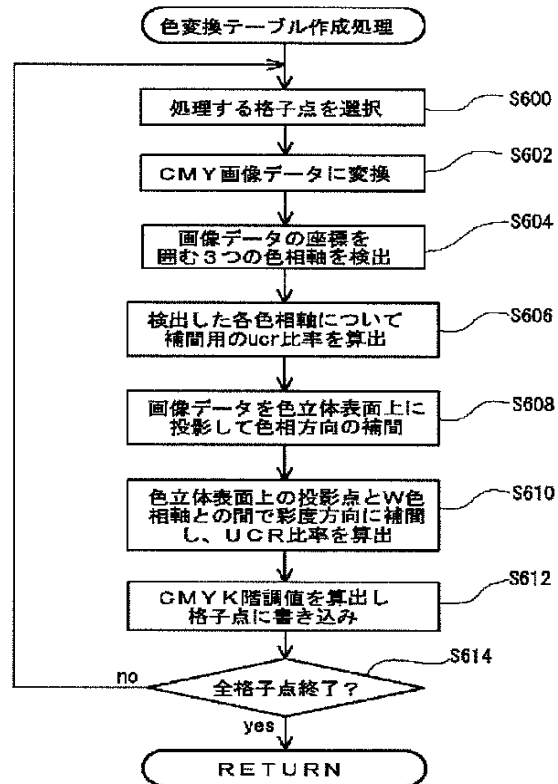 色変換テーブル作成処理
処理する格子点を選択
S600
CMY画像データに変換
S602
画像データの座標を
囲む3つの色相軸を検出
S604
検出した各色相軸について
補間用のucr比率を算出
S606
画像データを色立体表面上に
投影して色相方向の補間
S608
色立体表面上の投影点とW色
相軸との間で彩度方向に補間
し、UCR比率を算出
S610
CMYK階調値を算出し
格子点に書き込み
S612
全格子点終了?
S614
no
yes
RETURN